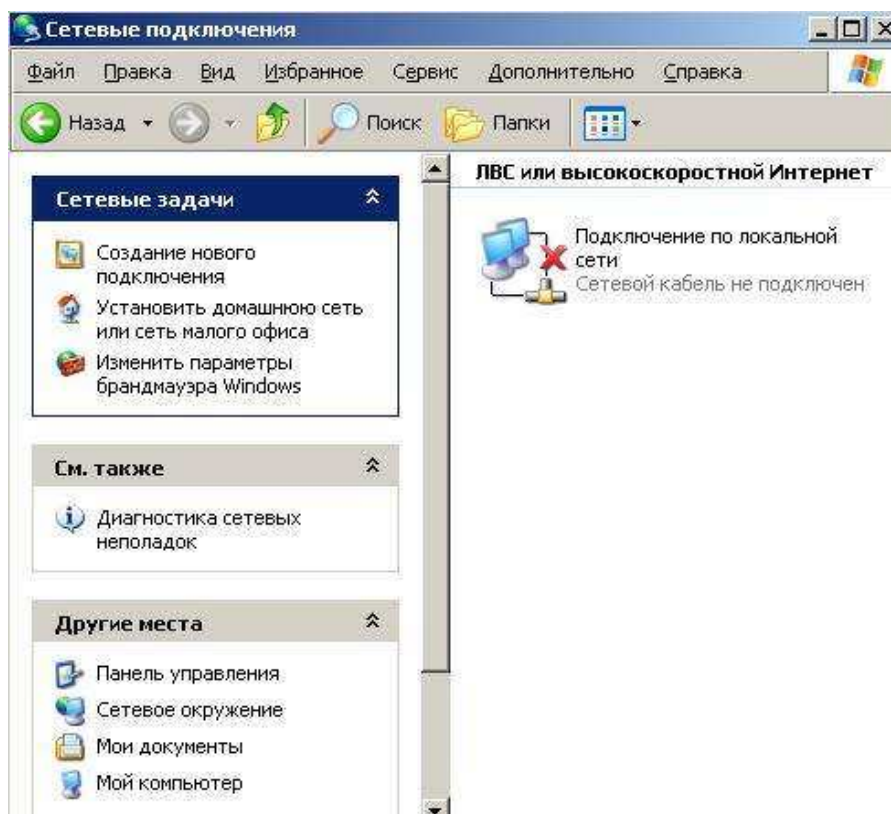 Сетевые подключения
Файл Правка Вид Избранное Сервис Дополнительно Справка
Назад Поиск Папки
Сетевые задачи
Создание нового
подключения
Установить домашнюю сеть
или сеть малого офиса
Изменить параметры
брандмауэра Windows
См. также
Диагностика сетевых
неполадок
Другие места
Панель управления
Сетевое окружение
Мои документы
Мой компьютер
ЛВС или высокоскоростной Интернет
Подключение по локальной
сети
Сетевой кабель не подключен